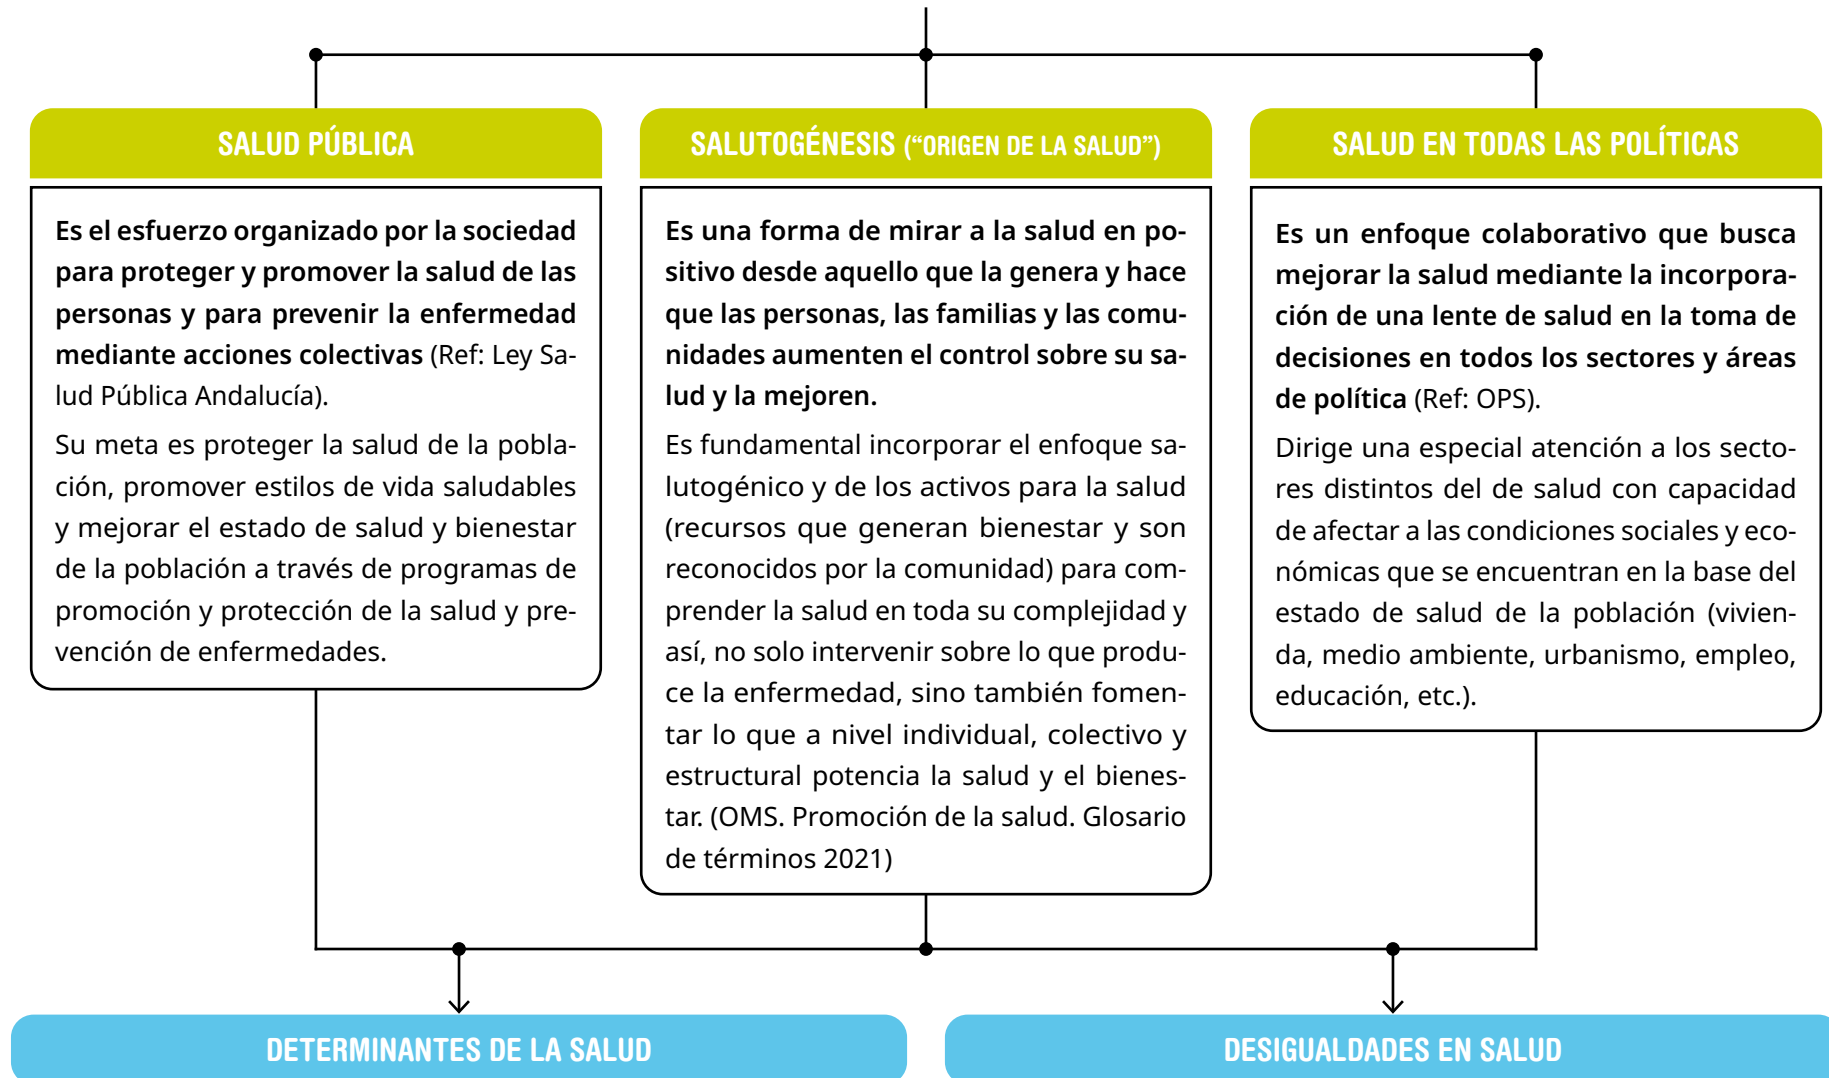 SALUD PÚBLICA
Es el esfuerzo organizado por la sociedad
para proteger y promover la salud de las
personas y para prevenir la enfermedad
mediante acciones colectivas (Ref: Ley Sa-
lud Pública Andalucía).
Su meta es proteger la salud de la pobla-
ción, promover estilos de vida saludables
y mejorar el estado de salud y bienestar
de la población a través de programas de
promoción y protección de la salud y pre-
vención de enfermedades.
SALUTOGÉNESIS (“ORIGEN DE LA SALUD”)
Es una forma de mirar a la salud en po-
sitivo desde aquello que la genera y hace
que las personas, las familias y las comu-
nidades aumenten el control sobre su sa-
lud y la mejoren.
Es fundamental incorporar el enfoque sa-
lutogénico y de los activos para la salud
(recursos que generan bienestar y son
reconocidos por la comunidad) para com-
prender la salud en toda su complejidad y
así, no solo intervenir sobre lo que produ-
ce la enfermedad, sino también fomen-
tar lo que a nivel individual, colectivo y
estructural potencia la salud y el bienes-
tar. (OMS. Promoción de la salud. Glosario
de términos 2021)
SALUD EN TODAS LAS POLÍTICAS
Es un enfoque colaborativo que busca
mejorar la salud mediante la incorpora-
ción de una lente de salud en la toma de
decisiones en todos los sectores y áreas
de política (Ref: OPS).
Dirige una especial atención a los secto-
res distintos del de salud con capacidad
de afectar a las condiciones sociales y eco-
nómicas que se encuentran en la base del
estado de salud de la población (vivien-
da, medio ambiente, urbanismo, empleo,
educación, etc.).
DETERMINANTES DE LA SALUD
DESIGUALDADES EN SALUD